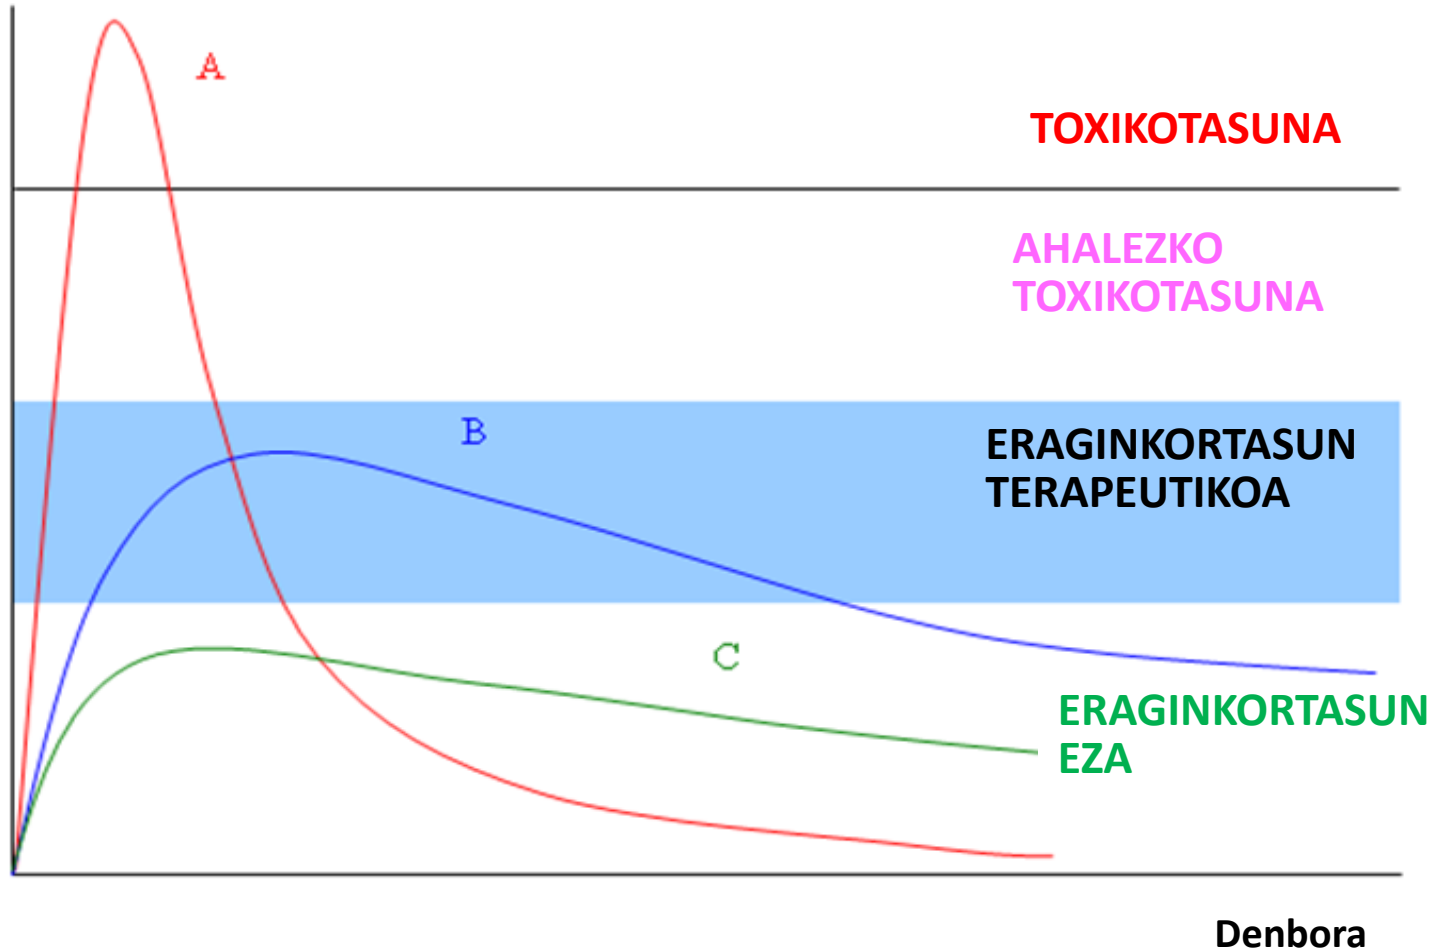 A
TOXIKOTASUNA
AHALEZKO
TOXIKOTASUNA
B
ERAGINKORTASUN
TERAPEUTIKOA
C
ERAGINKORTASUN
EZA
Denbora